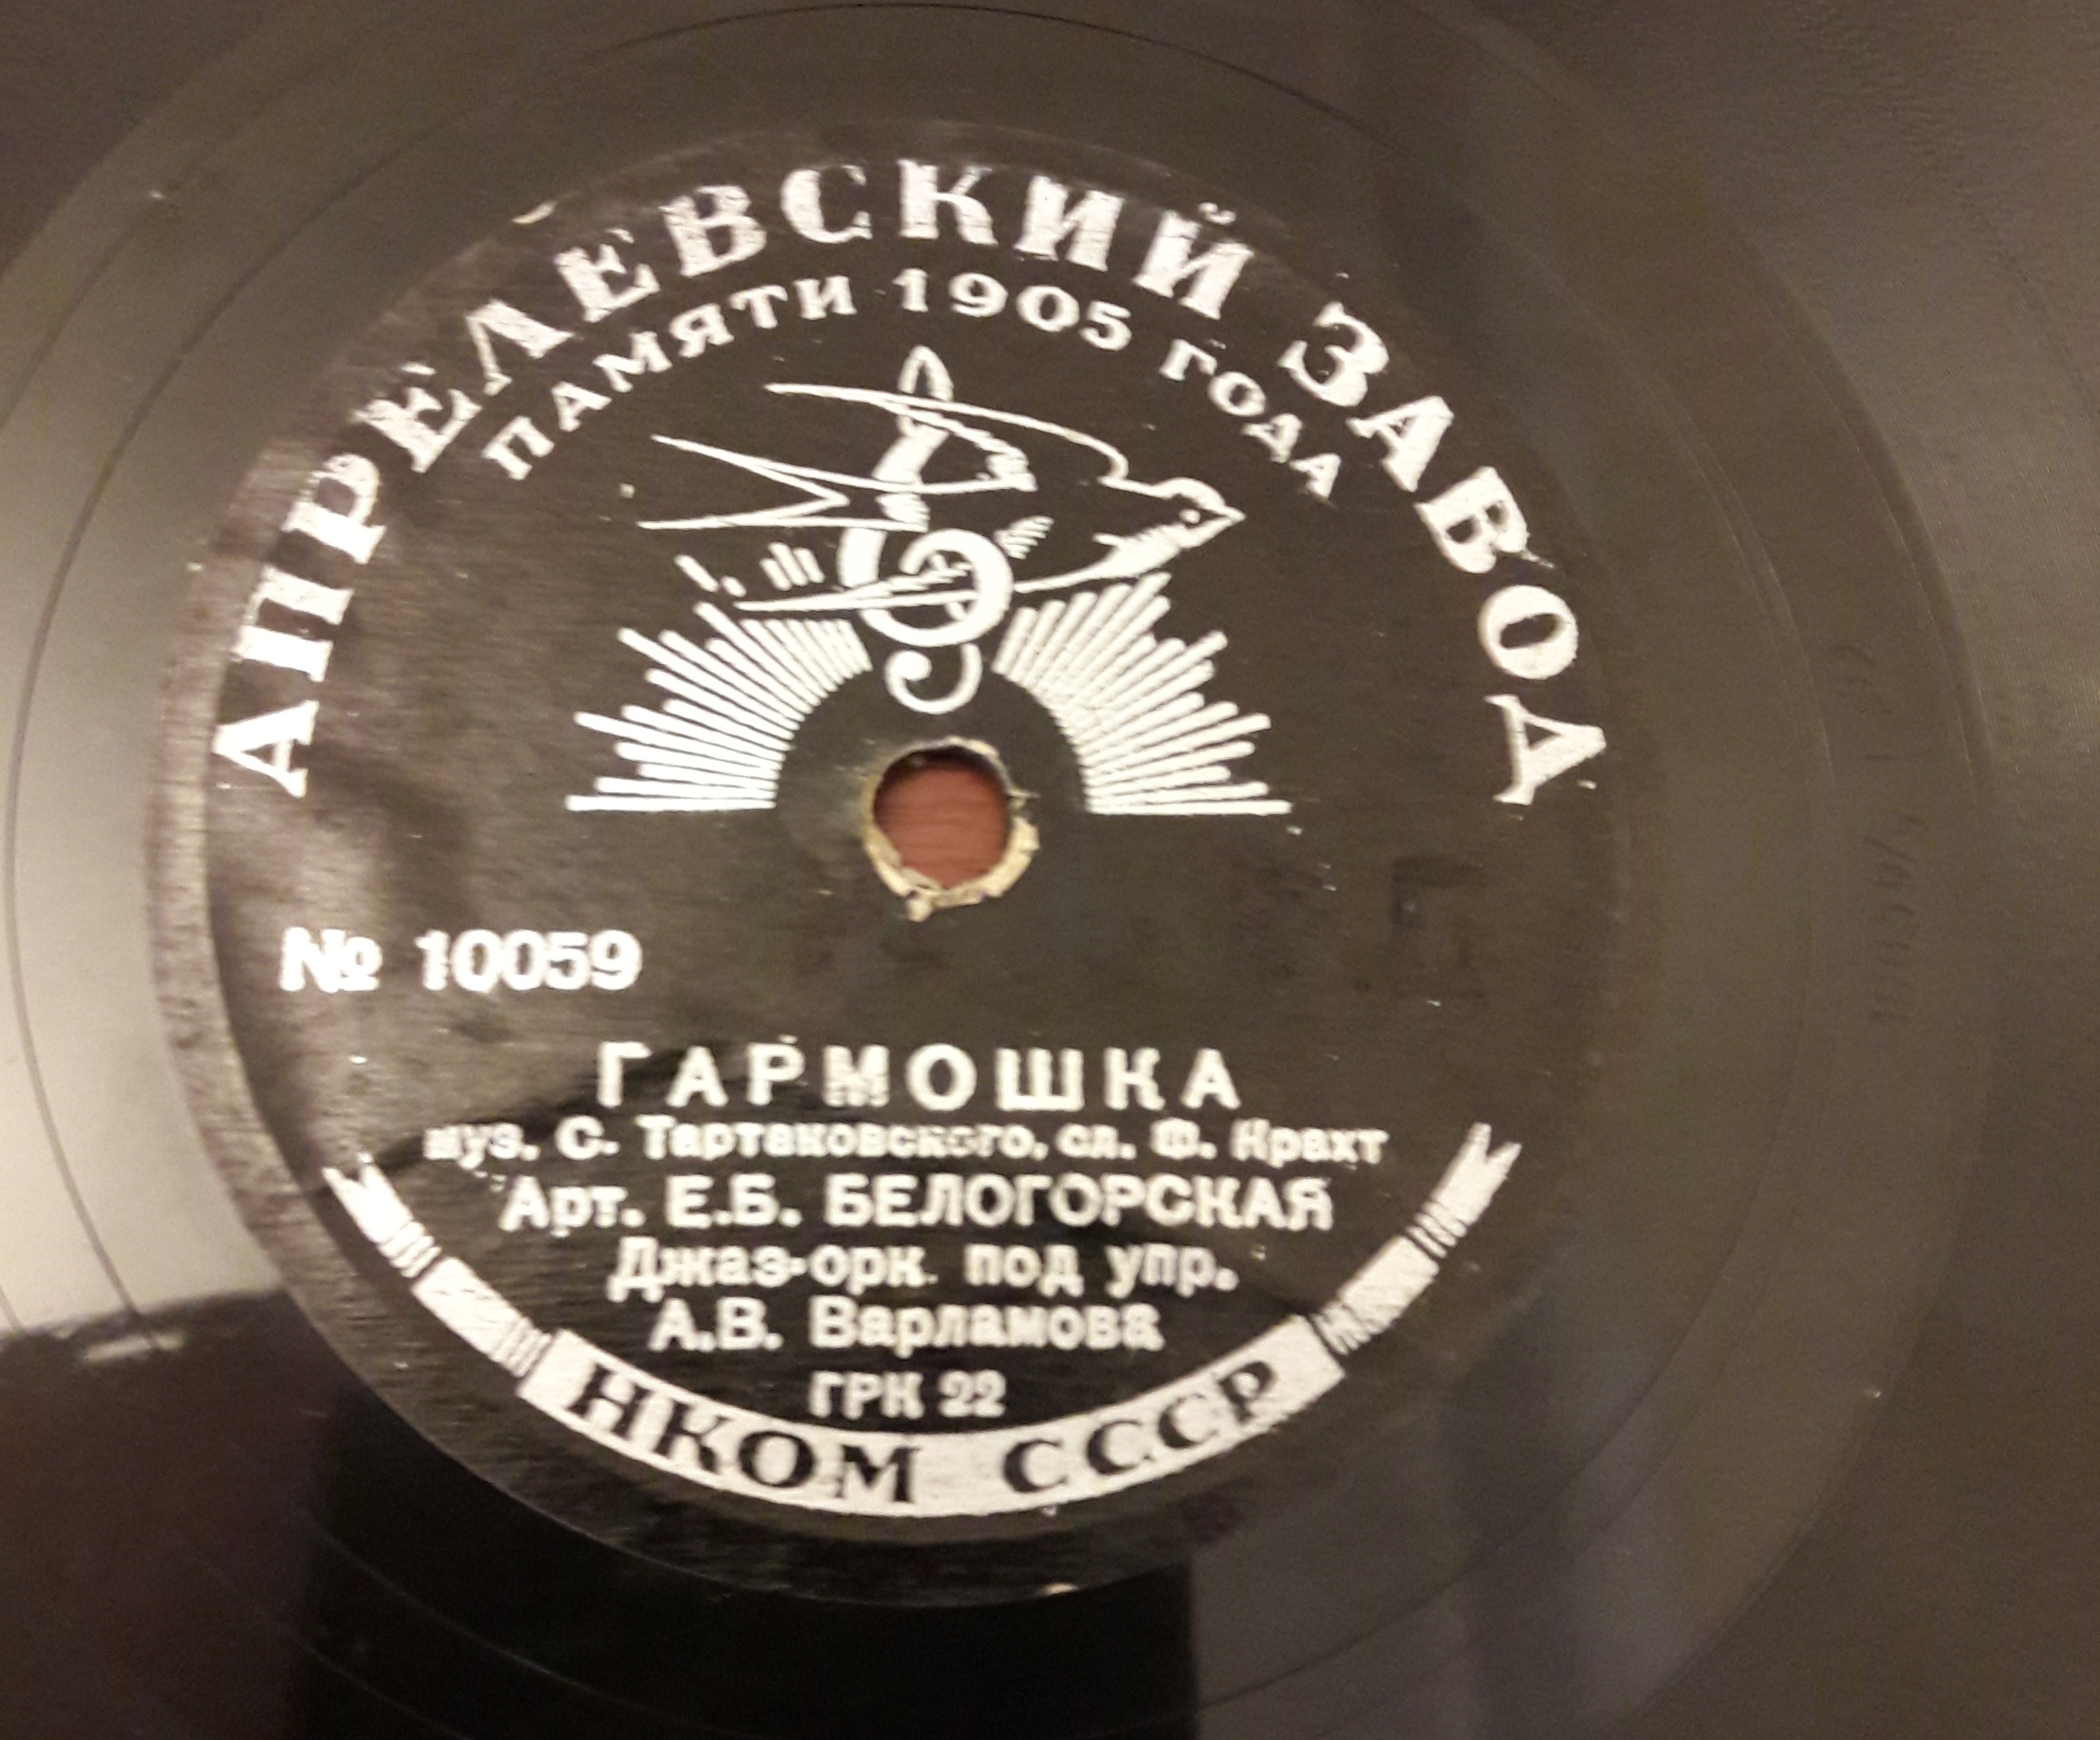 АПРЕЛЕВСКИЙ ЗАВОД
ПАМЯТИ 1905 ГОДА
№ 10059
ГАРМОШКА
муз. С. Тартаковского, сл. Ф. Крахт
Арт. Е.Б. БЕЛОГОРСКАЯ
Джаз-орк. под упр.
А.В. Варламова
ГРК 22
НКОМ СССР